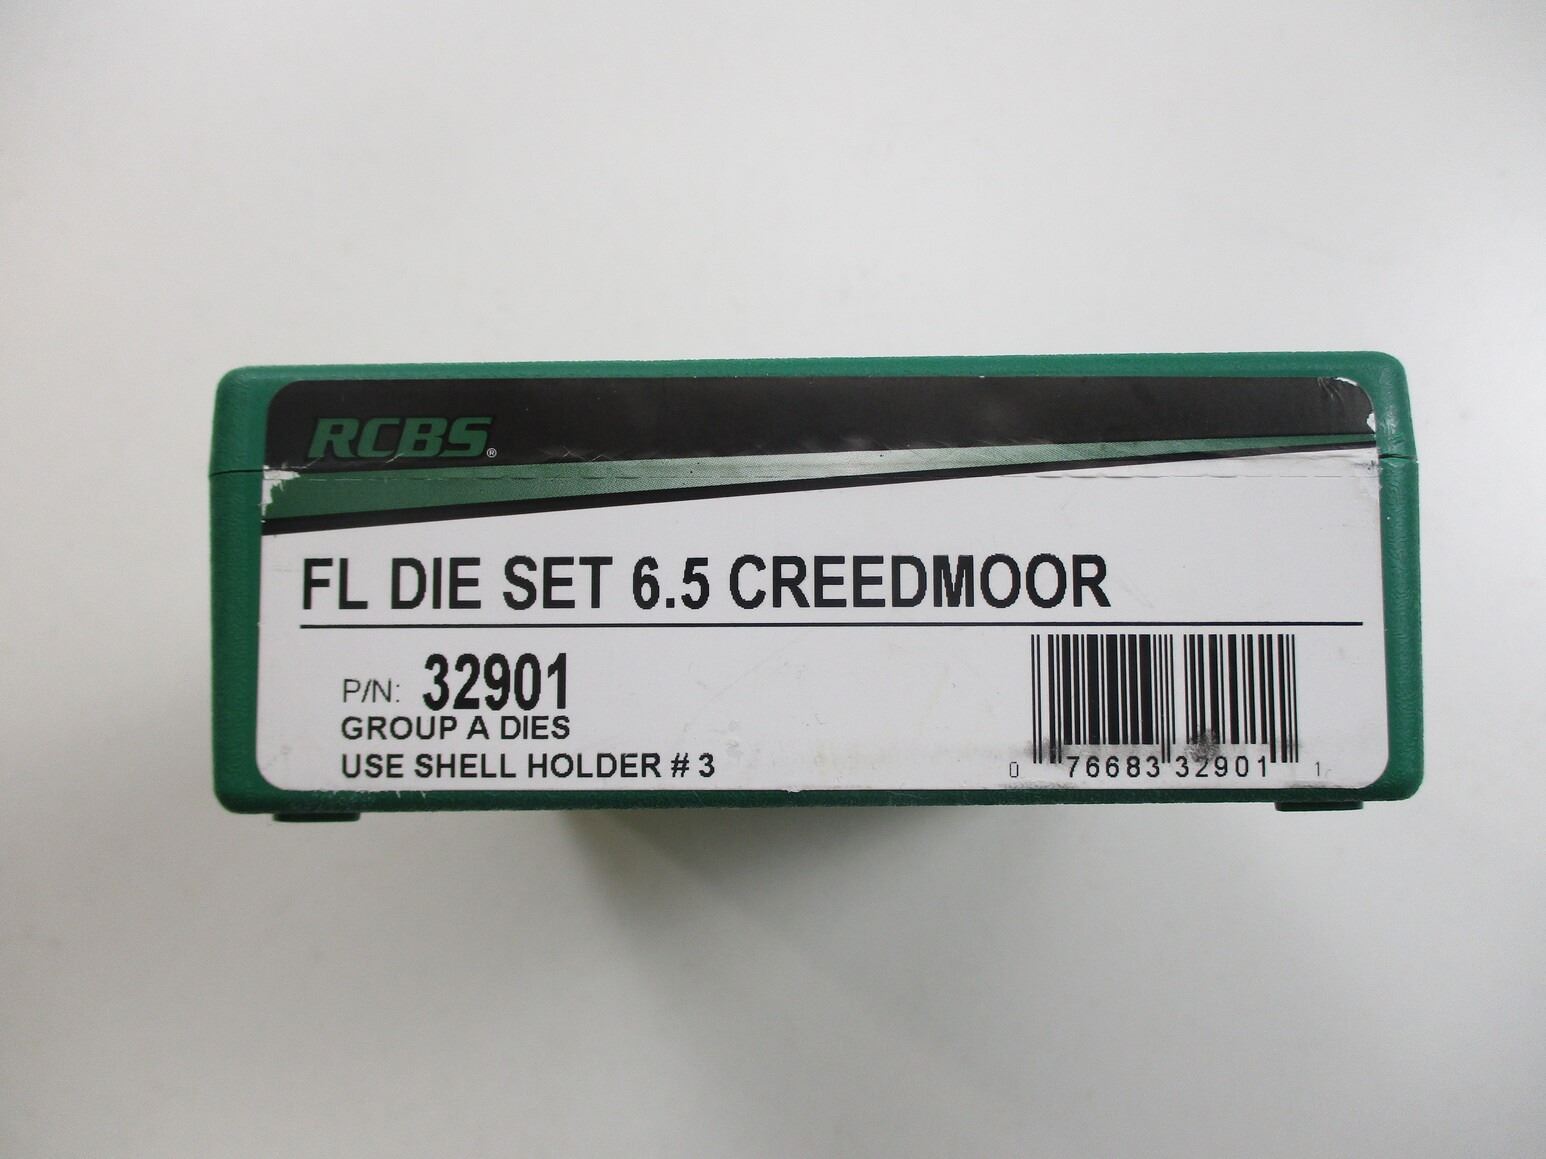 RCBS®
FL DIE SET 6.5 CREEDMOOR
P/N: 32901
GROUP A DIES
USE SHELL HOLDER # 3
0 76683 32901 1